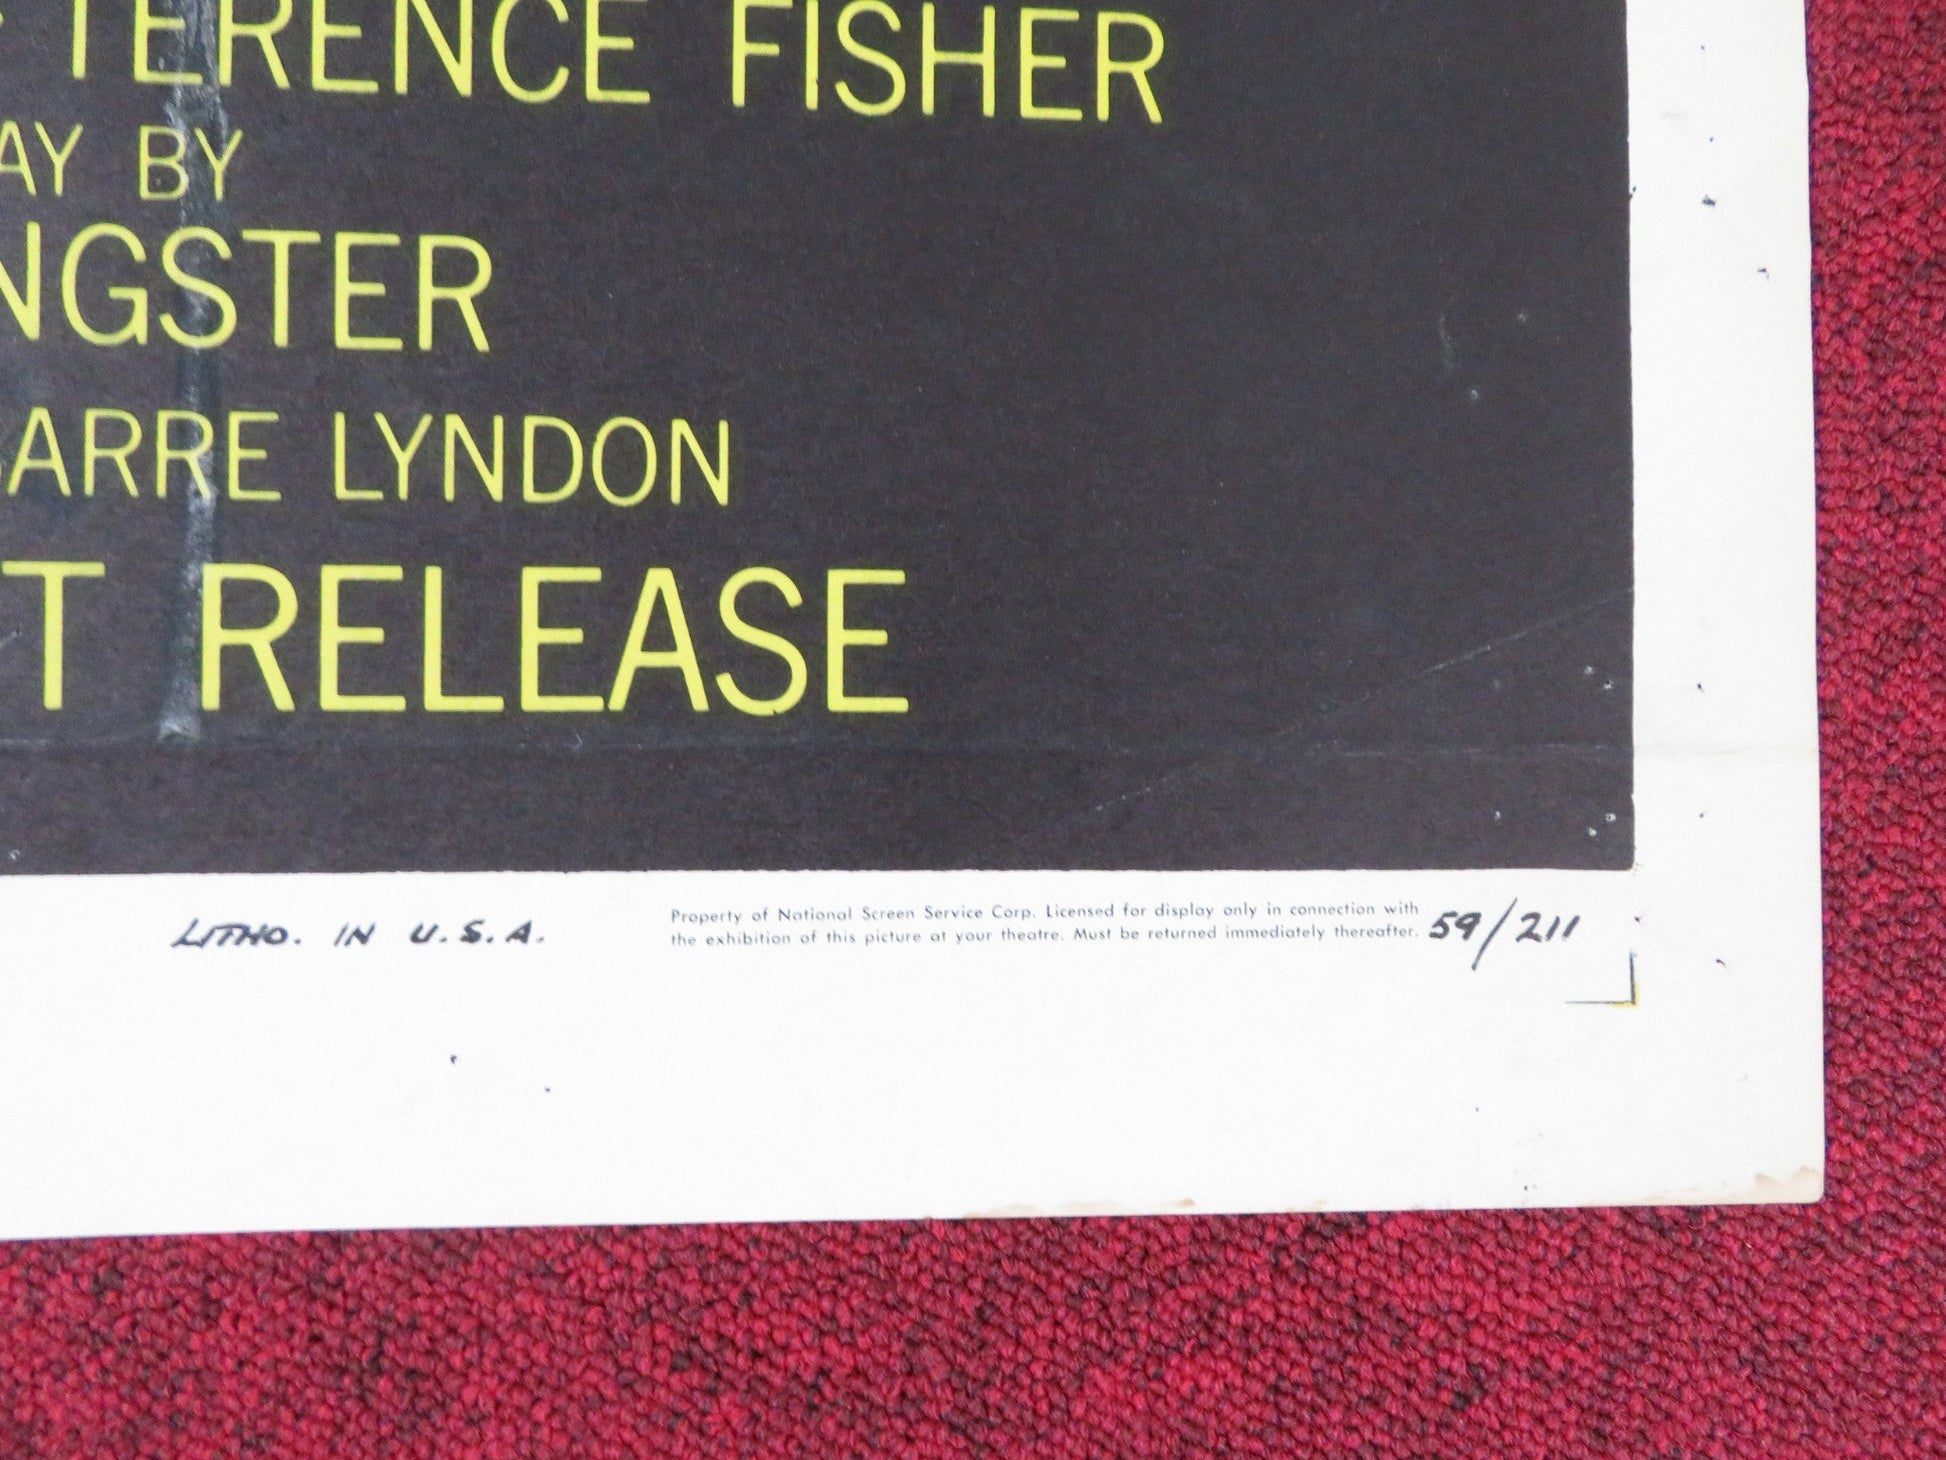 TERENCE FISHER
AY BY
NGSTER
ARRE LYNDON
T RELEASE
LITHO. IN U.S.A.
Property of National Screen Service Corp. Licensed for display only in connection with
the exhibition of this picture at your theatre. Must be returned immediately thereafter.
59/211